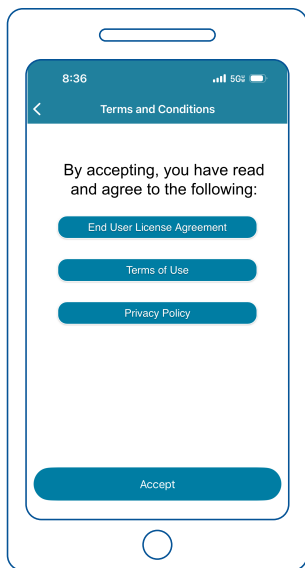 8:36
5G
Terms and Conditions
By accepting, you have read
and agree to the following:
End User License Agreement
Terms of Use
Privacy Policy
Accept